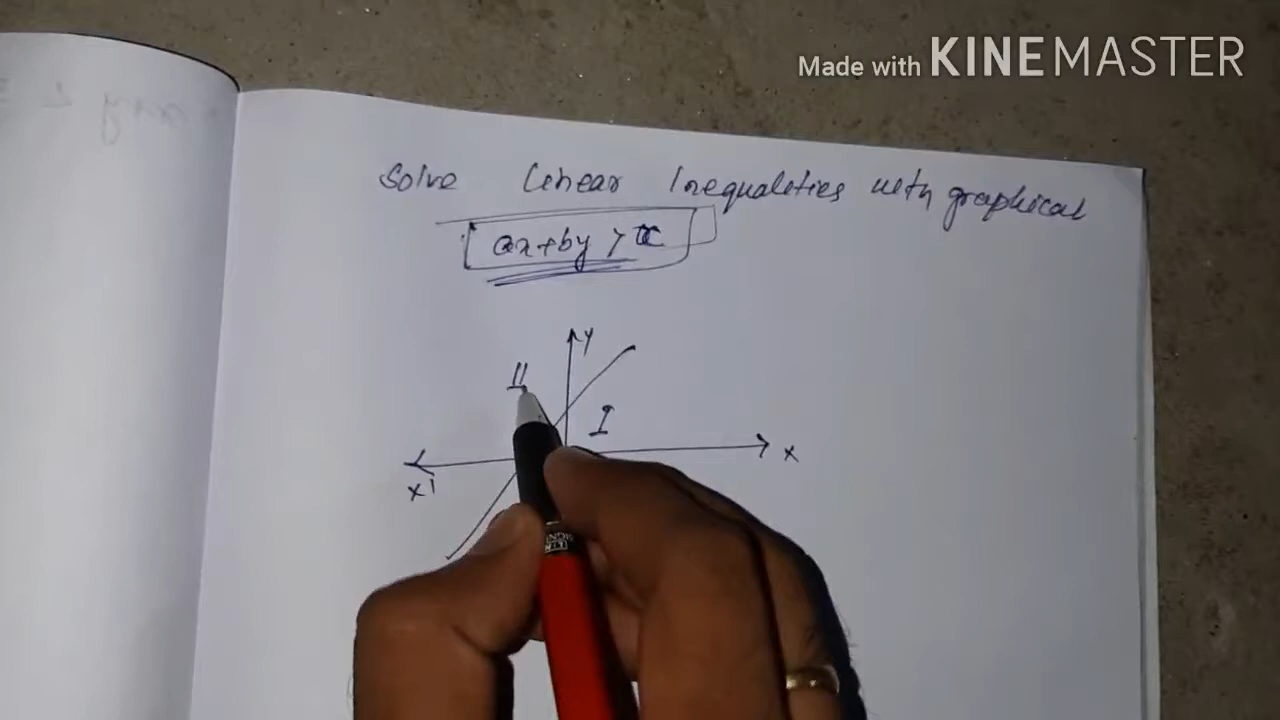 Made with KINEMASTER
Solve Linear Inequalities with graphical
ax+by > c
Y
II
I
X
X'